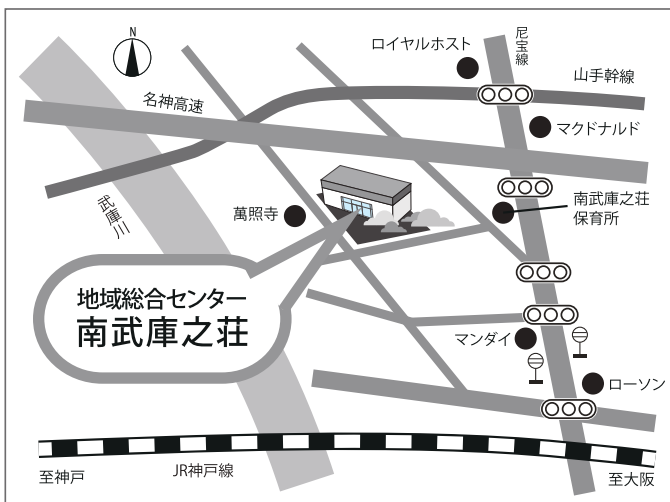 N
ロイヤルホスト
尼宝線
山手幹線
名神高速
マクドナルド
武庫川
萬照寺
南武庫之荘
保育所
地域総合センター
南武庫之荘
マンダイ
ローソン
至神戸
JR神戸線
至大阪